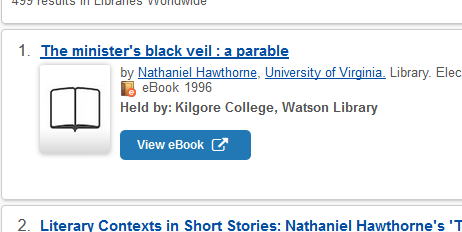 499 results in Libraries Worldwide
1. The minister's black veil : a parable
by Nathaniel Hawthorne, University of Virginia. Library. Elec
eBook 1996
Held by: Kilgore College, Watson Library
View eBook
2. Literary Contexts in Short Stories: Nathaniel Hawthorne's 'T